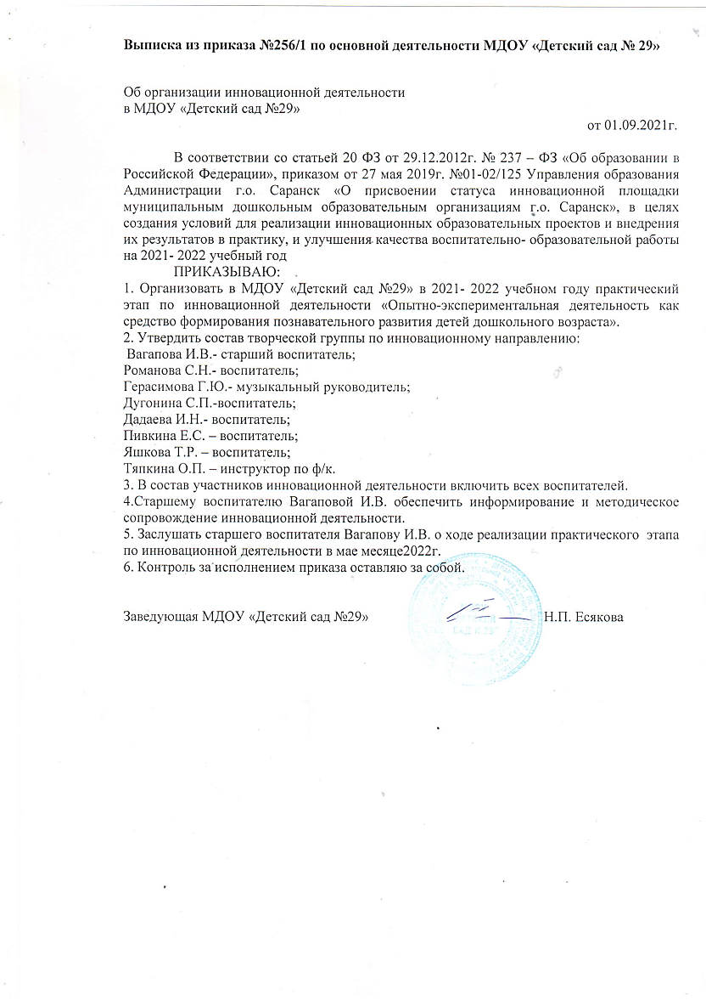 Выписка из приказа №256/1 по основной деятельности МДОУ «Детский сад № 29»
Об организации инновационной деятельности
в МДОУ «Детский сад №29»
от 01.09.2021г.
В соответствии со статьей 20 ФЗ от 29.12.2012г. № 237 – ФЗ «Об образовании в
Российской Федерации», приказом от 27 мая 2019г. №01-02/125 Управления образования
Администрации г.о. Саранск «О присвоении статуса инновационной площадки
муниципальным дошкольным образовательным организациям г.о. Саранск», в целях
создания условий для реализации инновационных образовательных проектов и внедрения
их результатов в практику, и улучшения качества воспитательно- образовательной работы
на 2021- 2022 учебный год
ПРИКАЗЫВАЮ:
1. Организовать в МДОУ «Детский сад №29» в 2021- 2022 учебном году практический
этап по инновационной деятельности «Опытно-экспериментальная деятельность как
средство формирования познавательного развития детей дошкольного возраста».
2. Утвердить состав творческой группы по инновационному направлению:
Вагапова И.В.- старший воспитатель;
Романова С.Н.- воспитатель;
Герасимова Г.Ю.- музыкальный руководитель;
Дугонина С.П.-воспитатель;
Дадаева И.Н.- воспитатель;
Пивкина Е.С. – воспитатель;
Яшкова Т.Р. – воспитатель;
Тяпкина О.П. – инструктор по ф/к.
3. В состав участников инновационной деятельности включить всех воспитателей.
4.Старшему воспитателю Вагаповой И.В. обеспечить информирование и методическое
сопровождение инновационной деятельности.
5. Заслушать старшего воспитателя Вагапову И.В. о ходе реализации практического этапа
по инновационной деятельности в мае месяце2022г.
6. Контроль за исполнением приказа оставляю за собой.
Заведующая МДОУ «Детский сад №29» Н.П. Есякова